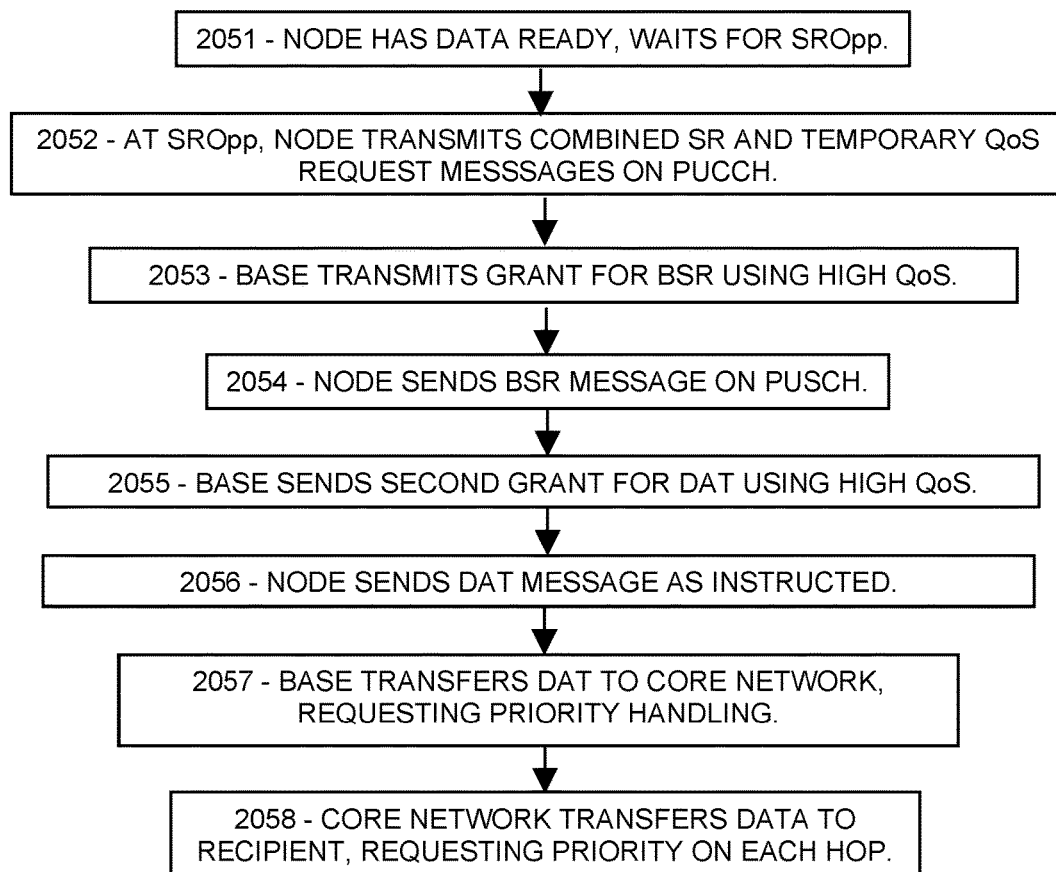 2051 - NODE HAS DATA READY, WAITS FOR SROpp.
2052 - AT SROpp, NODE TRANSMITS COMBINED SR AND TEMPORARY QoS
REQUEST MESSSAGES ON PUCCH.
2053 - BASE TRANSMITS GRANT FOR BSR USING HIGH QoS.
2054 - NODE SENDS BSR MESSAGE ON PUSCH.
2055 - BASE SENDS SECOND GRANT FOR DAT USING HIGH QoS.
2056 - NODE SENDS DAT MESSAGE AS INSTRUCTED.
2057 - BASE TRANSFERS DAT TO CORE NETWORK,
REQUESTING PRIORITY HANDLING.
2058 - CORE NETWORK TRANSFERS DATA TO
RECIPIENT, REQUESTING PRIORITY ON EACH HOP.